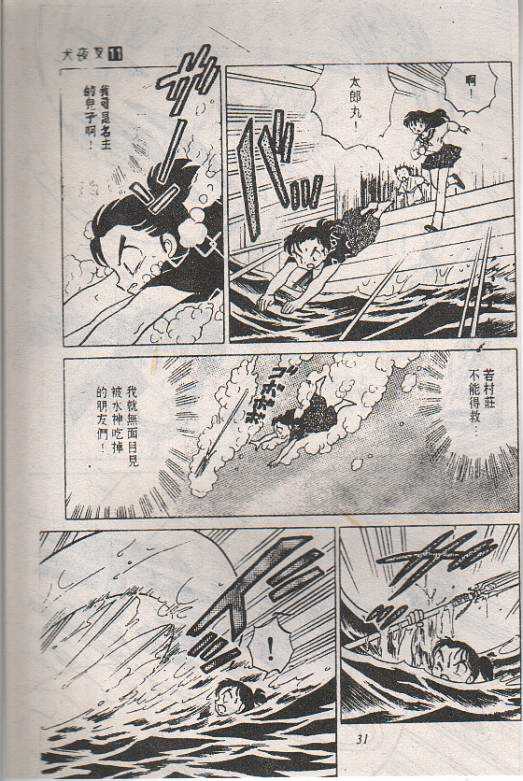 犬夜叉11
啊！
太郎丸！
我可是名主
的兒子啊！
若村莊
不能得救，
我就無面目見
被水神吃掉
的朋友們！
！
31